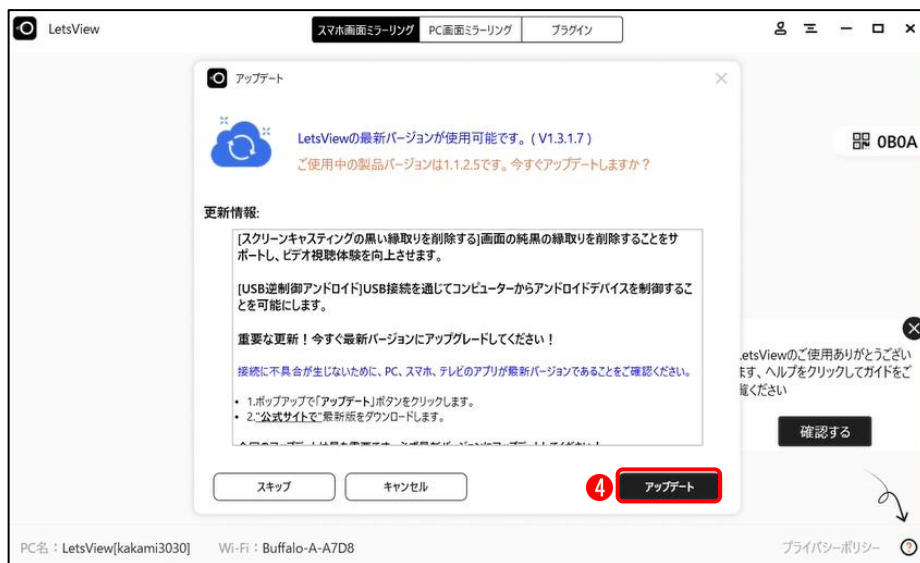 LetsView
スマホ画面ミラーリング PC画面ミラーリング プラグイン
アップデート
LetsViewの最新バージョンが使用可能です。( V1.3.1.7 )
ご使用中の製品バージョンは1.1.2.5です。今すぐアップデートしますか？
0B0A
更新情報:
[スクリーンキャスティングの黒い縁取りを削除する]画面の純黒の縁取りを削除することをサ
ポートし、ビデオ視聴体験を向上させます。
[USB逆制御アンドロイド]USB接続を通じてコンピューターからアンドロイドデバイスを制御するこ
とを可能にします。
重要な更新！今すぐ最新バージョンにアップグレードしてください！
接続に不具合が生じないために、PC、スマホ、テレビのアプリが最新バージョンであることをご確認ください。
• 1.ポップアップで「アップデート」ボタンをクリックします。
• 2."公式サイトで"最新版をダウンロードします。
etsViewのご使用ありがとうござい
ます、ヘルプをクリックしてガイドをご
覧ください
確認する
スキップ キャンセル 4 アップデート
PC名：LetsView[kakami3030] Wi-Fi：Buffalo-A-A7D8 プライバシーポリシー ?